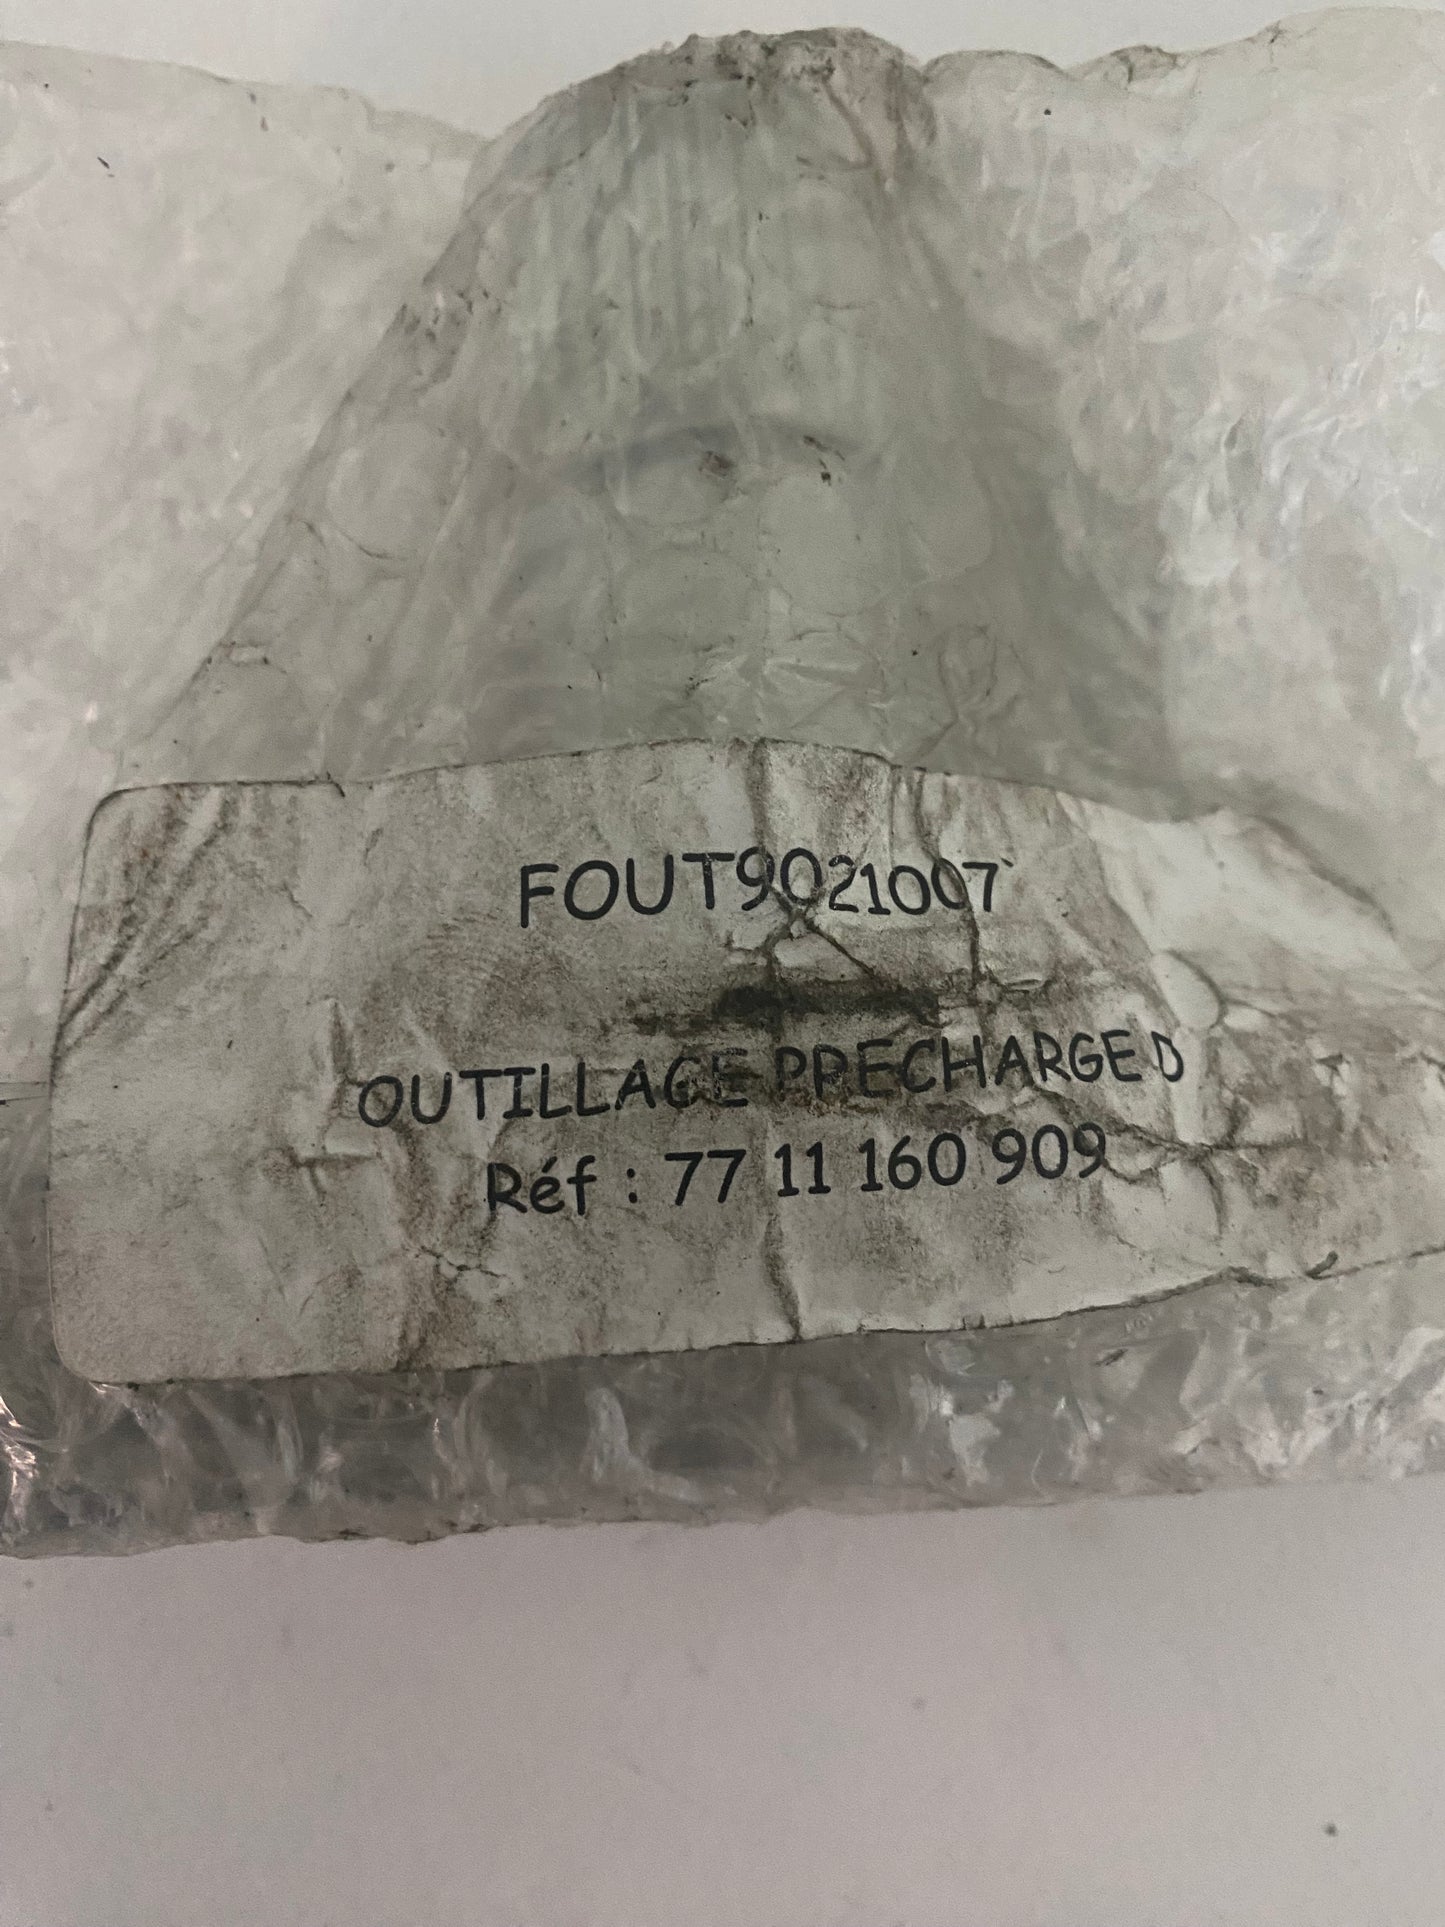 FOUT9021007
OUTILLAGE PRECHARGE D
Réf : 77 11 160 909